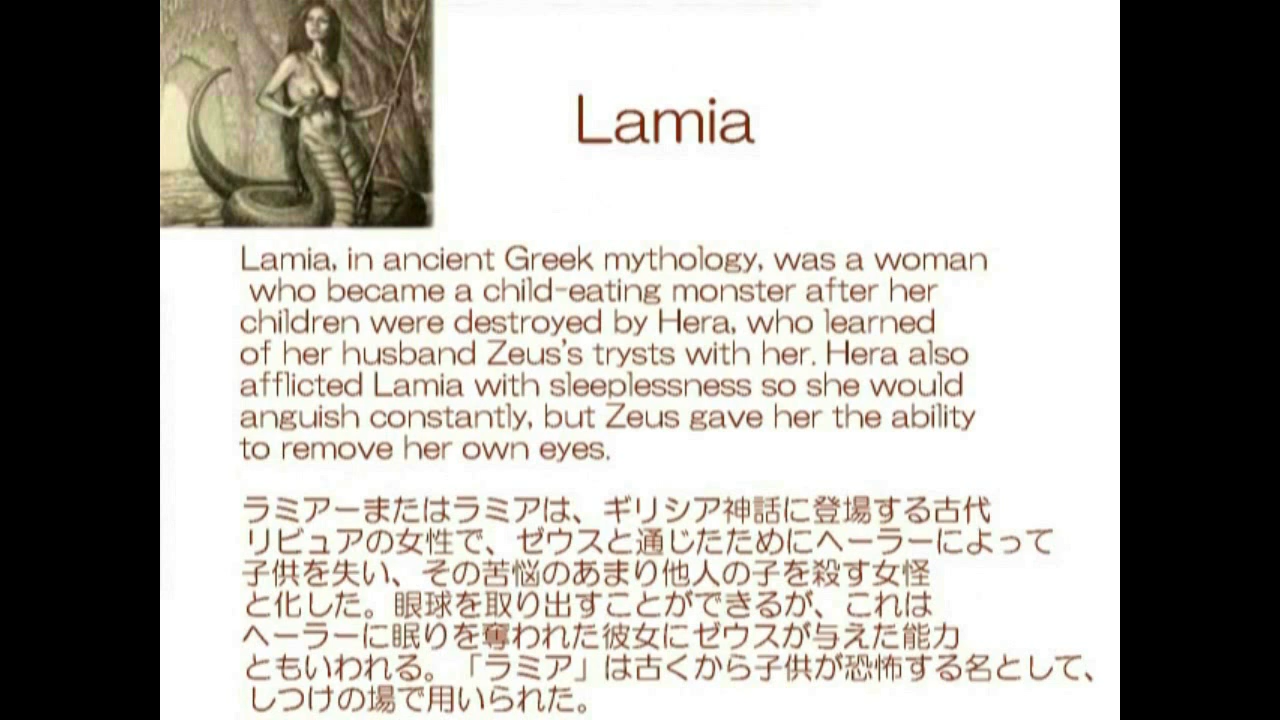 Lamia
Lamia, in ancient Greek mythology, was a woman
who became a child-eating monster after her
children were destroyed by Hera, who learned
of her husband Zeus's trysts with her. Hera also
afflicted Lamia with sleeplessness so she would
anguish constantly, but Zeus gave her the ability
to remove her own eyes.
ラミアーまたはラミアは、ギリシア神話に登場する古代
リビュアの女性で、ゼウスと通じたためにヘーラーによって
子供を失い、その苦悩のあまり他人の子を殺す女怪
と化した。眼球を取り出すことができるが、これは
ヘーラーに眠りを奪われた彼女にゼウスが与えた能力
ともいわれる。「ラミア」は古くから子供が恐怖する名として、
しつけの場で用いられた。